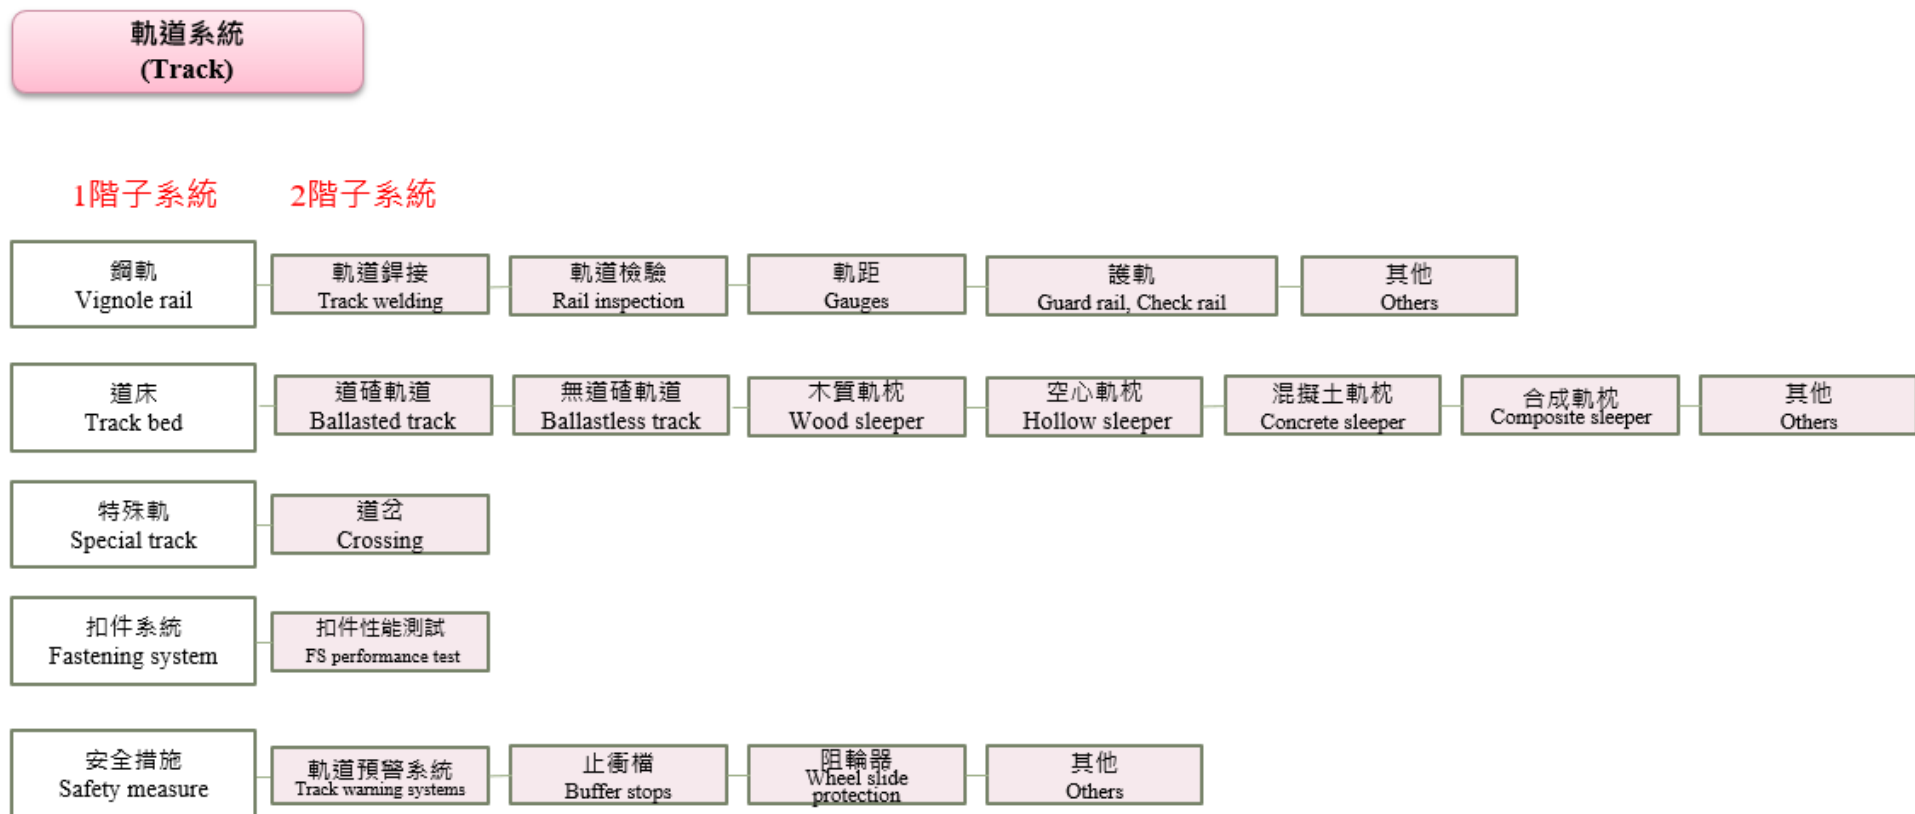 軌道系統
(Track)
1階子系統 2階子系統
鋼軌
Vignole rail
軌道銲接
Track welding
軌道檢驗
Rail inspection
軌距
Gauges
護軌
Guard rail, Check rail
其他
Others
道床
Track bed
道碴軌道
Ballasted track
無道碴軌道
Ballastless track
木質軌枕
Wood sleeper
空心軌枕
Hollow sleeper
混擬土軌枕
Concrete sleeper
合成軌枕
Composite sleeper
其他
Others
特殊軌
Special track
道岔
Crossing
扣件系統
Fastening system
扣件性能測試
FS performance test
安全措施
Safety measure
軌道預警系統
Track warning systems
止衝檔
Buffer stops
阻輪器
Wheel slide
protection
其他
Others